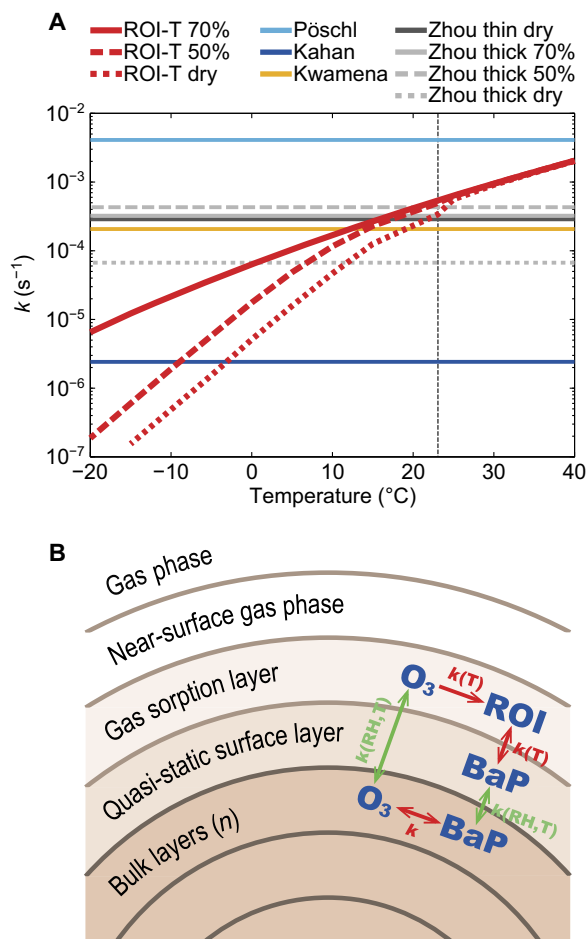 A
ROI-T 70%
ROI-T 50%
ROI-T dry
Pöschl
Kahan
Kwamena
Zhou thin dry
Zhou thick 70%
Zhou thick 50%
Zhou thick dry
10⁻²
10⁻³
10⁻⁴
10⁻⁵
10⁻⁶
10⁻⁷
k (s⁻¹)
−20 −10 0 10 20 30 40
Temperature (°C)
B
Gas phase
Near-surface gas phase
Gas sorption layer
Quasi-static surface layer
Bulk layers (n)
O₃
k(T)
ROI
k(T)
BaP
k(RH,T)
k(RH,T)
O₃
k
BaP